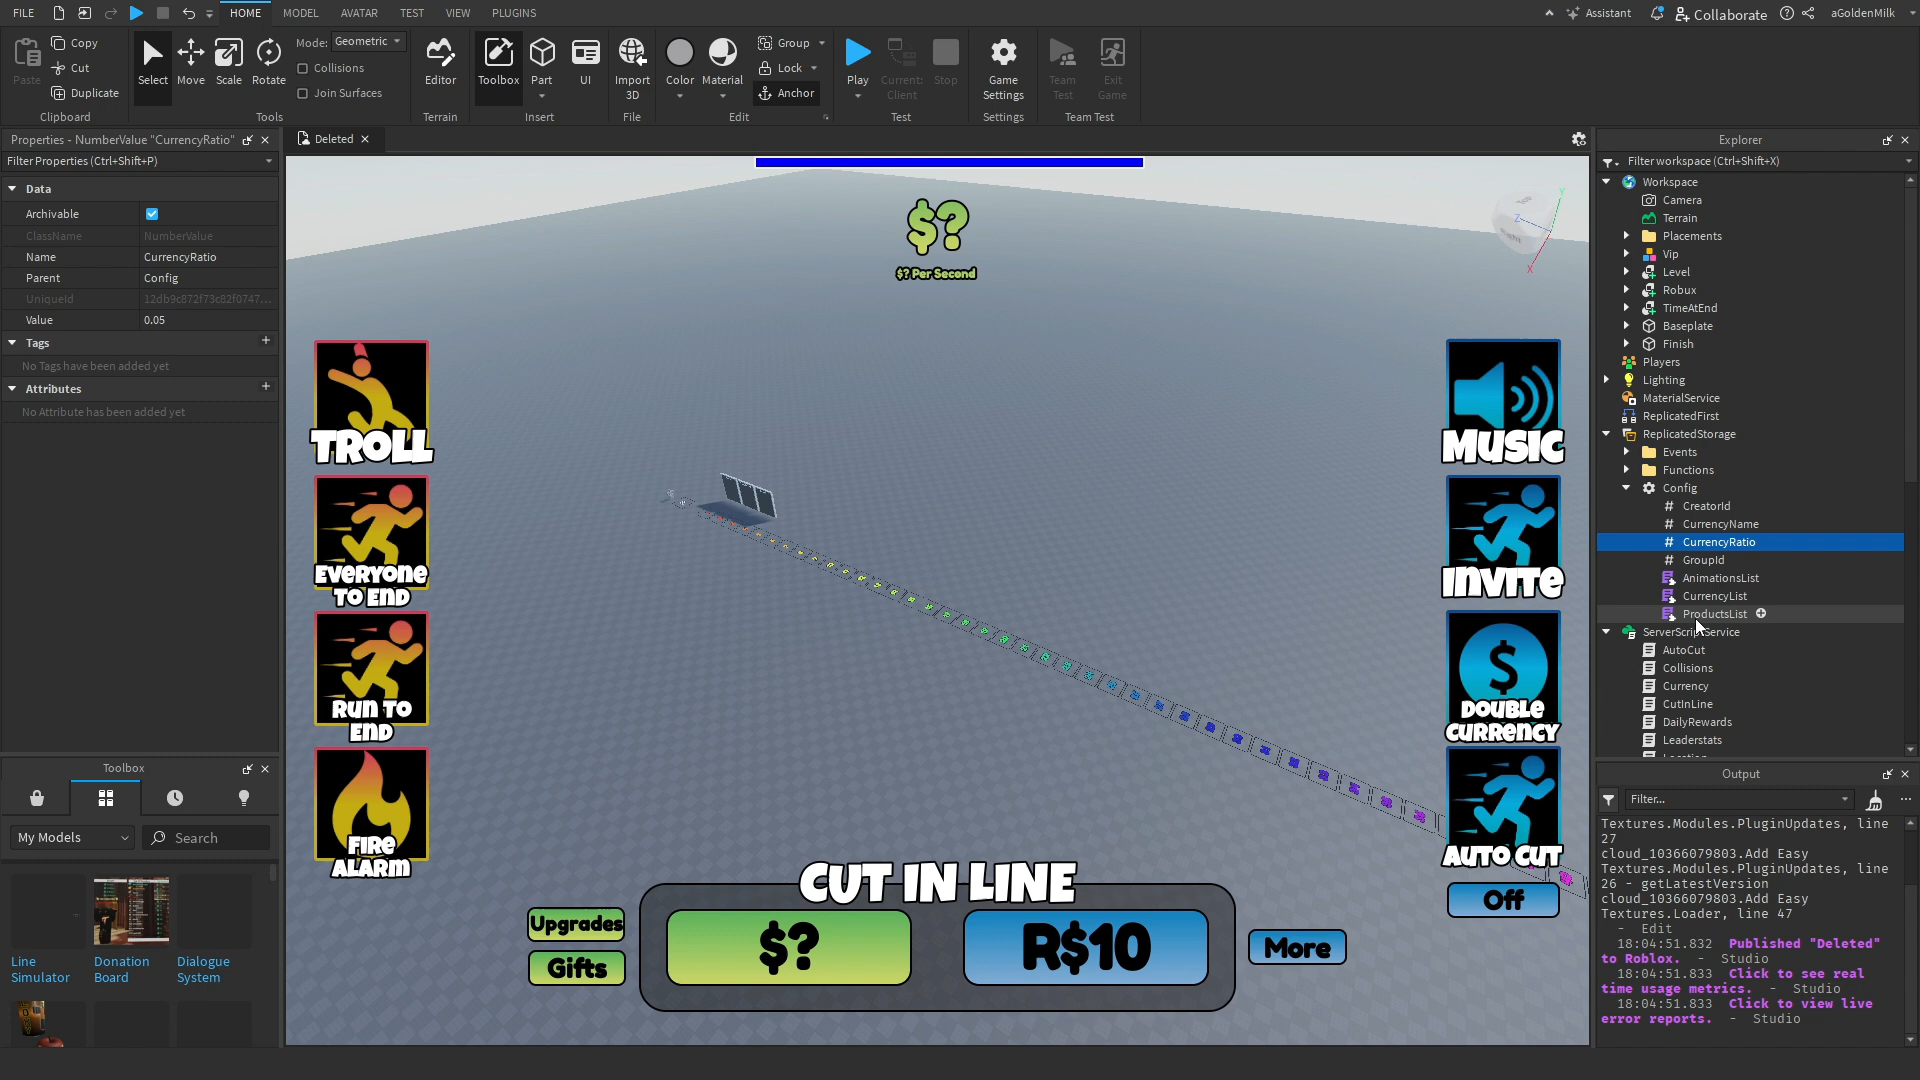 FILE
HOME
MODEL
AVATAR
TEST
VIEW
PLUGINS
Assistant
Collaborate
aGoldenMilk
Paste
Copy
Cut
Duplicate
Clipboard
Select
Move
Scale
Rotate
Mode:
Geometric
Collisions
Join Surfaces
Tools
Editor
Terrain
Toolbox
Part
UI
Insert
Import
3D
File
Color
Material
Group
Lock
Anchor
Edit
Play
Current:
Client
Stop
Test
Game
Settings
Settings
Team
Test
Exit
Game
Team Test
Properties - NumberValue "CurrencyRatio"
Filter Properties (Ctrl+Shift+P)
Data
Archivable
ClassName NumberValue
Name CurrencyRatio
Parent Config
UniqueId 12db9c872f73c82f0747...
Value 0.05
Tags
No Tags have been added yet
Attributes
No Attribute has been added yet
Toolbox
My Models
Search
Line
Simulator
Donation
Board
Dialogue
System
Deleted
$?
$? Per Second
Z
Y
X
TROLL
EVERYONE
TO END
RUN TO
END
FIRE
ALARM
MUSIC
INVITE
DOUBLE
CURRENCY
AUTO CUT
Off
CUT IN LINE
Upgrades
Gifts
$?
R$10
More
Explorer
Filter workspace (Ctrl+Shift+X)
Workspace
Camera
Terrain
Placements
Vip
Level
Robux
TimeAtEnd
Baseplate
Finish
Players
Lighting
MaterialService
ReplicatedFirst
ReplicatedStorage
Events
Functions
Config
CreatorId
CurrencyName
CurrencyRatio
GroupId
AnimationsList
CurrencyList
ProductsList
ServerScriptService
AutoCut
Collisions
Currency
CutInLine
DailyRewards
Leaderstats
Output
Filter...
Textures.Modules.PluginUpdates, line
27
cloud_10366079803.Add Easy
Textures.Modules.PluginUpdates, line
26 - getLatestVersion
cloud_10366079803.Add Easy
Textures.Loader, line 47
- Edit
18:04:51.832 Published "Deleted"
to Roblox. - Studio
18:04:51.833 Click to see real
time usage metrics. - Studio
18:04:51.833 Click to view live
error reports. - Studio